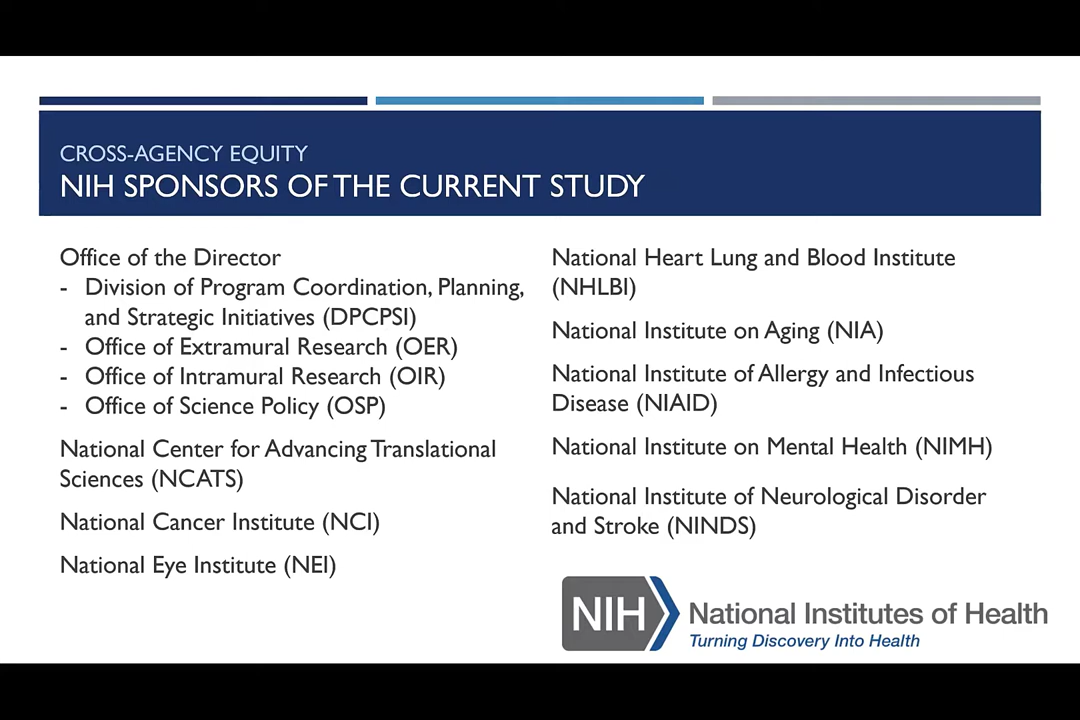 CROSS-AGENCY EQUITY
NIH SPONSORS OF THE CURRENT STUDY
Office of the Director
- Division of Program Coordination, Planning,
and Strategic Initiatives (DPCPSI)
- Office of Extramural Research (OER)
- Office of Intramural Research (OIR)
- Office of Science Policy (OSP)
National Center for Advancing Translational
Sciences (NCATS)
National Cancer Institute (NCI)
National Eye Institute (NEI)
National Heart Lung and Blood Institute
(NHLBI)
National Institute on Aging (NIA)
National Institute of Allergy and Infectious
Disease (NIAID)
National Institute on Mental Health (NIMH)
National Institute of Neurological Disorder
and Stroke (NINDS)
NIH National Institutes of Health
Turning Discovery Into Health